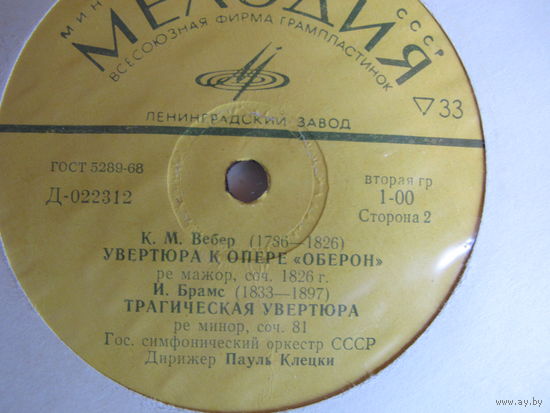 МИН
СССР
МЕЛОДИЯ
ВСЕСОЮЗНАЯ ФИРМА ГРАМПЛАСТИНОК
ЛЕНИНГРАДСКИЙ ЗАВОД
▽33
ГОСТ 5289-68
Д-022312
вторая гр
1-00
Сторона 2
К. М. Вебер (1786—1826)
УВЕРТЮРА К ОПЕРЕ «ОБЕРОН»
ре мажор, соч. 1826 г.
И. Брамс (1833—1897)
ТРАГИЧЕСКАЯ УВЕРТЮРА
ре минор, соч. 81
Гос. симфонический оркестр СССР
Дирижер Пауль Клецки
www.ay.by